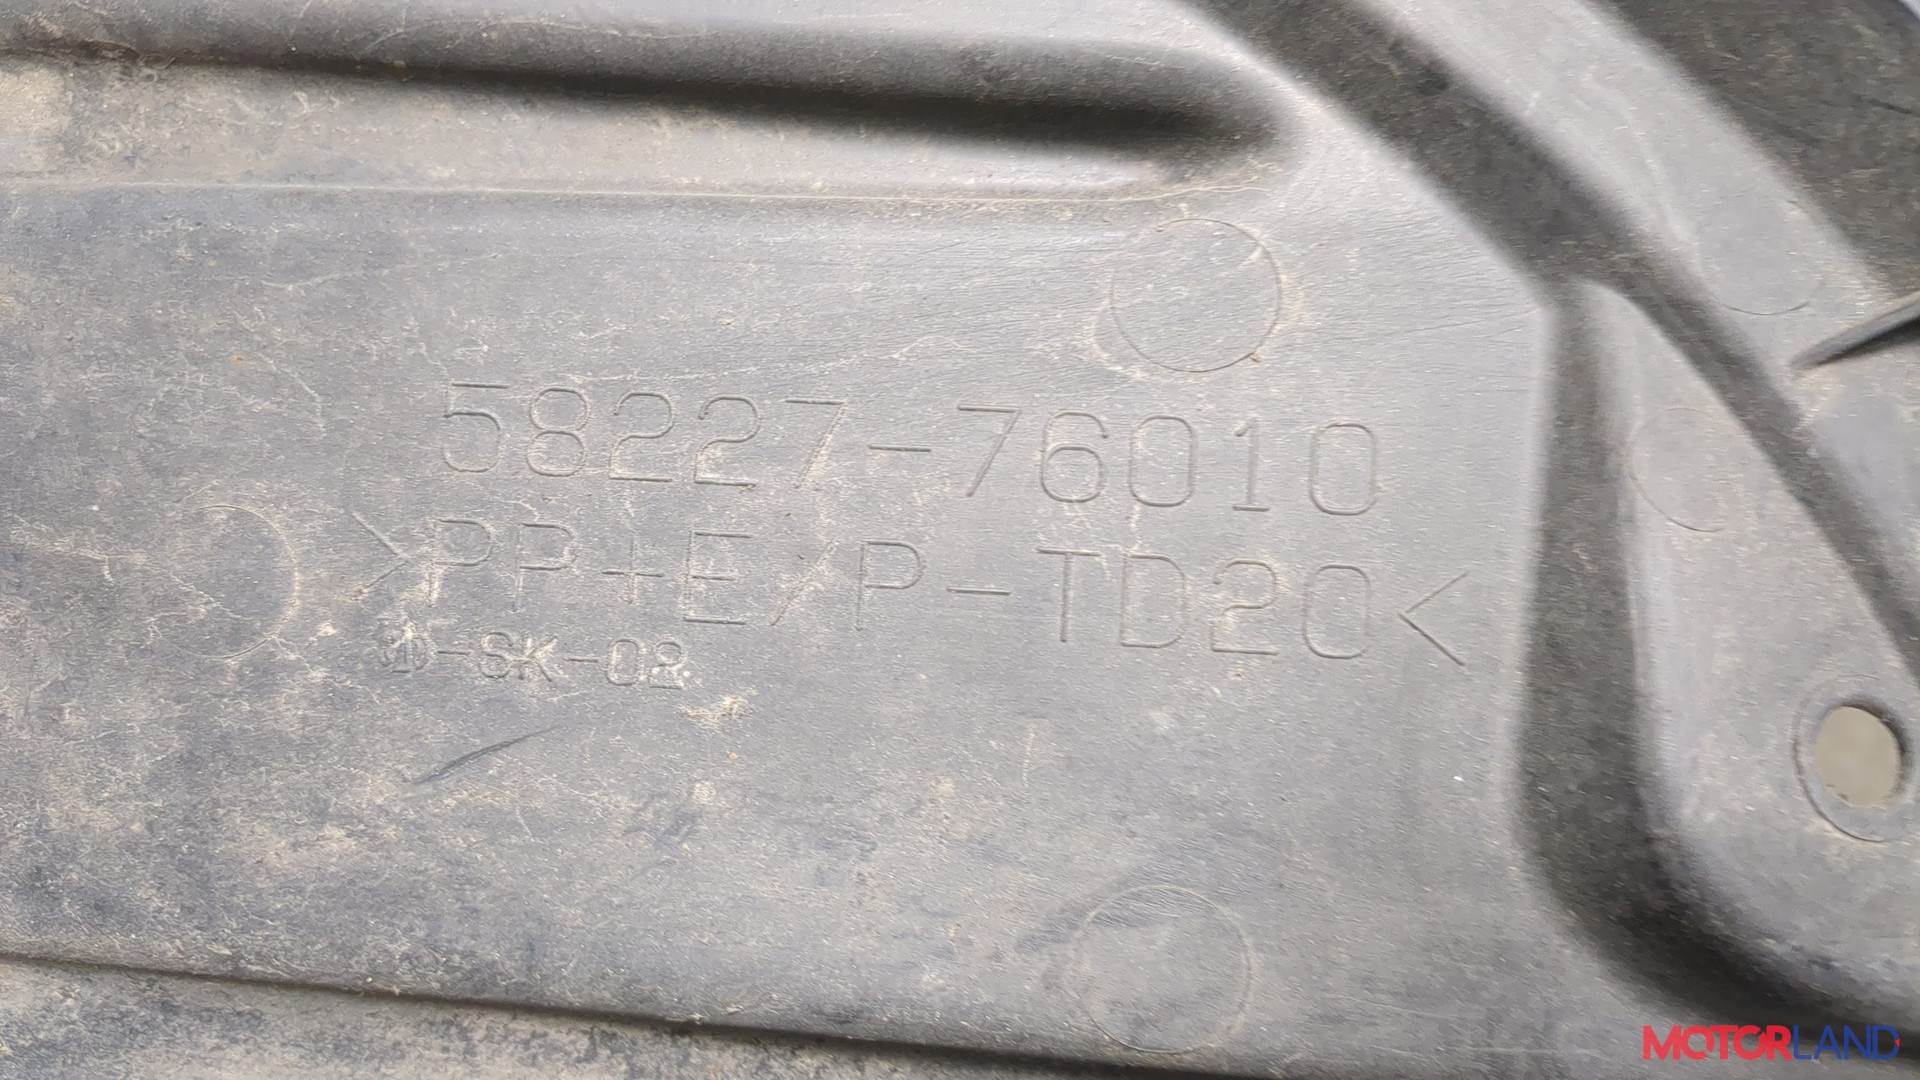 58227-76010
>PP+E/P-TD20<
-SK-02
MOTORLAND